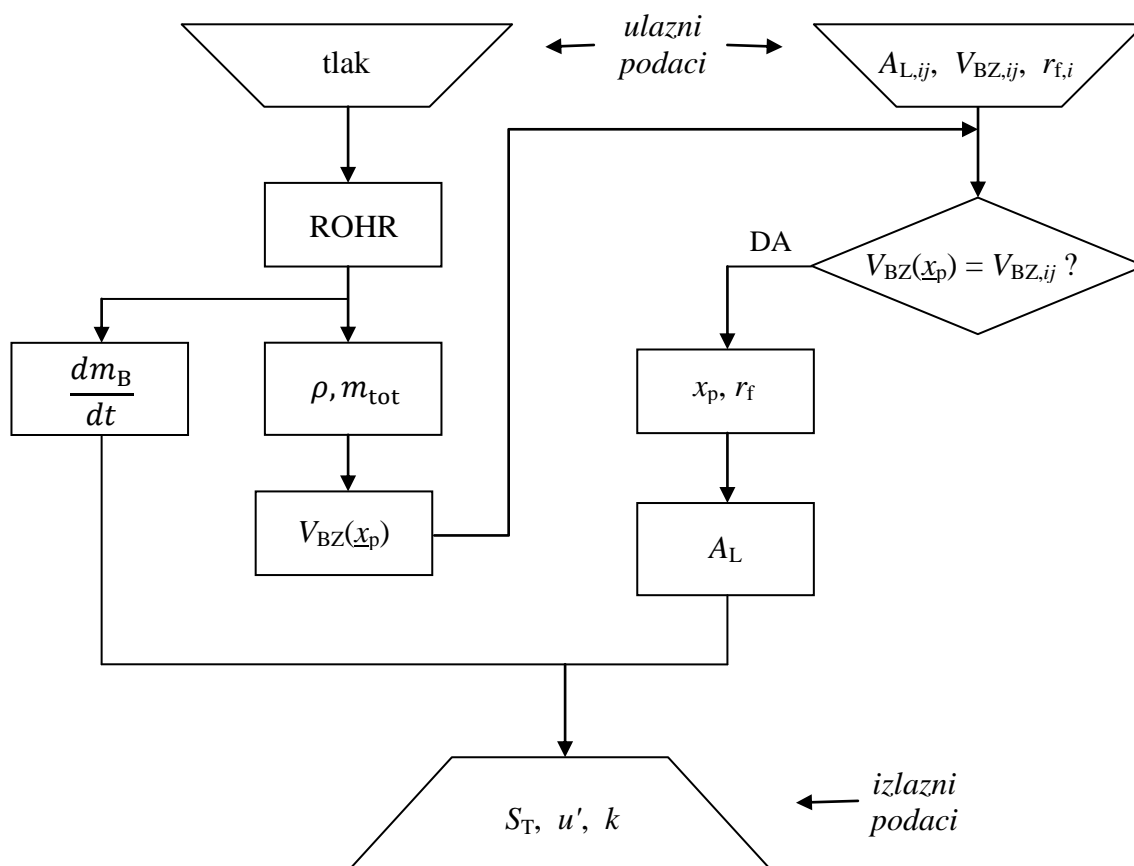 tlak
ulazni
podaci
A_L,ij, V_BZ,ij, r_f,i
ROHR
DA
V_BZ(x_p) = V_BZ,ij ?
dm_B
dt
ρ, m_tot
x_p, r_f
V_BZ(x_p)
A_L
S_T, u', k
izlazni
podaci